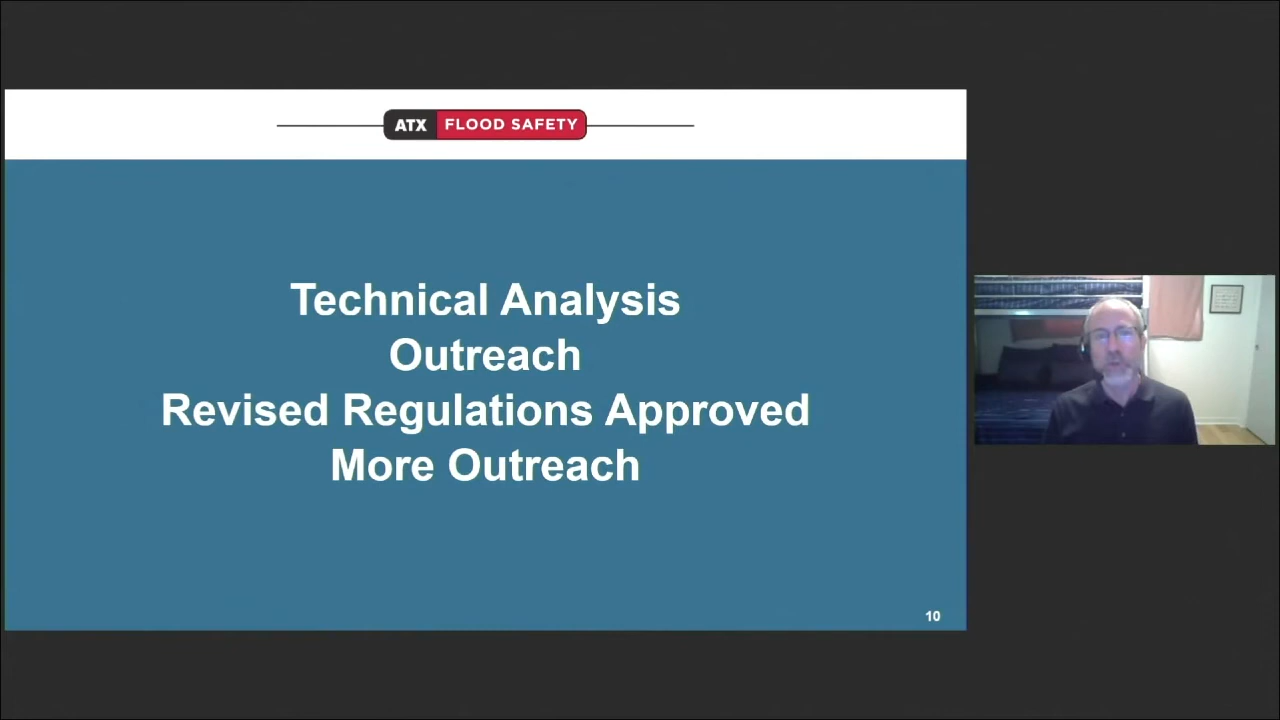 ATX FLOOD SAFETY
Technical Analysis
Outreach
Revised Regulations Approved
More Outreach
10